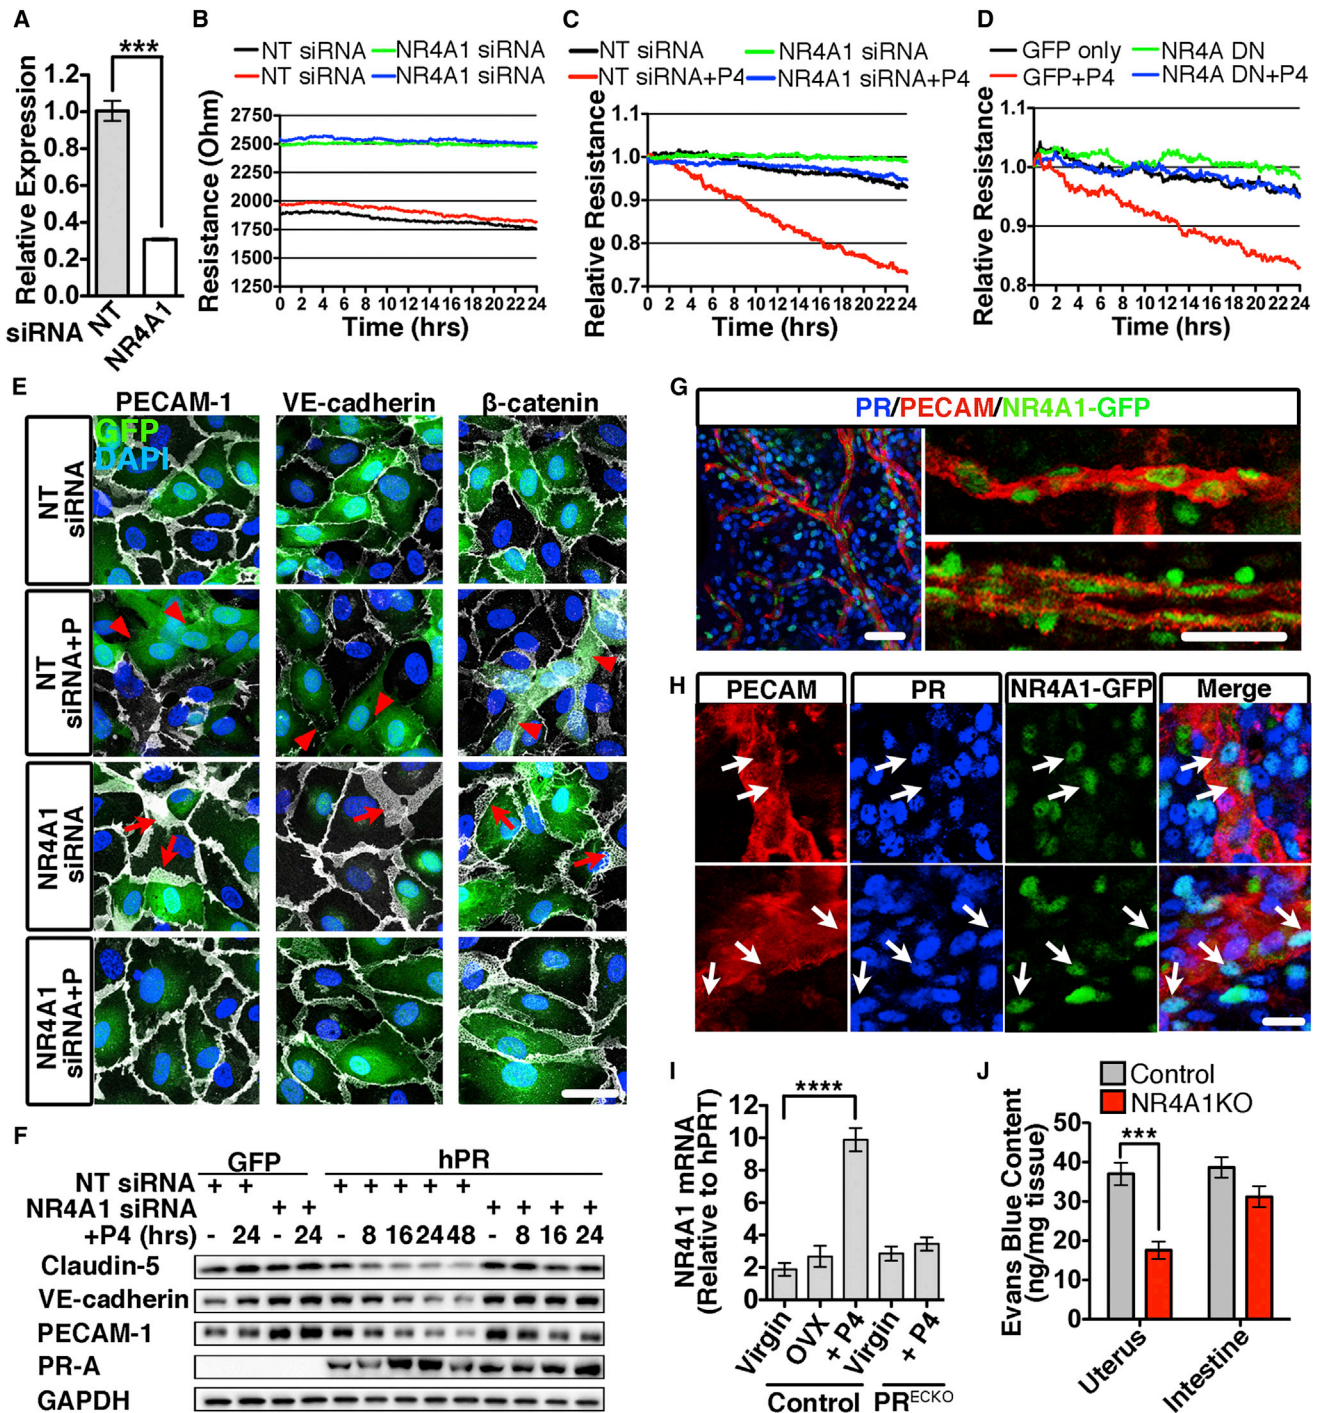 A
***
Relative Expression
1.2
1.0
0.8
0.6
0.4
0.2
0.0
siRNA
NT
NR4A1
B
NT siRNA
NR4A1 siRNA
NT siRNA
NR4A1 siRNA
Resistance (Ohm)
2750
2500
2250
2000
1750
1500
1250
0 2 4 6 8 10 12 14 16 18 20 22 24
Time (hrs)
C
NT siRNA
NR4A1 siRNA
NT siRNA+P4
NR4A1 siRNA+P4
Relative Resistance
1.1
1.0
0.9
0.8
0.7
0 2 4 6 8 10 12 14 16 18 20 22 24
Time (hrs)
D
GFP only
NR4A DN
GFP+P4
NR4A DN+P4
Relative Resistance
1.1
1.0
0.9
0.8
0 2 4 6 8 10 12 14 16 18 20 22 24
Time (hrs)
E
PECAM-1
VE-cadherin
β-catenin
GFP
DAPI
NT
siRNA
NT
siRNA+P
NR4A1
siRNA
NR4A1
siRNA+P
F
GFP
hPR
NT siRNA + + + + + + +
NR4A1 siRNA + + + + + +
+P4 (hrs) - 24 - 24 - 8 16 24 48 - 8 16 24
Claudin-5
VE-cadherin
PECAM-1
PR-A
GAPDH
G
PR/PECAM/NR4A1-GFP
H
PECAM
PR
NR4A1-GFP
Merge
I
****
NR4A1 mRNA
(Relative to hPRT)
12
10
8
6
4
2
0
Virgin
OVX
+ P4
Virgin
+ P4
Control
PRECKO
J
Control
NR4A1KO
Evans Blue Content
(ng/mg tissue)
50
40
30
20
10
0
***
Uterus
Intestine